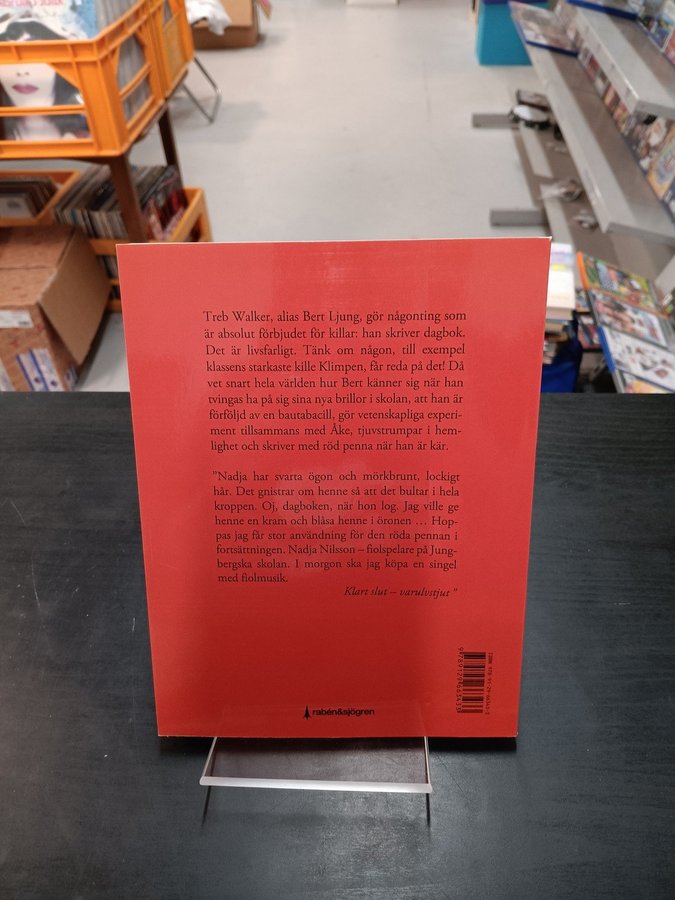 Treb Walker, alias Bert Ljung, gör någonting som
är absolut förbjudet för killar: han skriver dagbok.
Det är livsfarligt. Tänk om någon, till exempel
klassens starkaste kille Klimpen, får reda på det! Då
vet snart hela världen hur Bert känner sig när han
tvingas ha på sig sina nya brillor i skolan, att han är
förföljd av en bautabacill, gör vetenskapliga experi-
ment tillsammans med Åke, tjuvstrumpar i hem-
lighet och skriver med röd penna när han är kär.
"Nadja har svarta ögon och mörkbrunt, lockigt
hår. Det gnistrar om henne så att det bultar i hela
kroppen. Oj, dagboken, när hon log. Jag ville ge
henne en kram och blåsa henne i öronen … Hop-
pas jag får stor användning för den röda pennan i
fortsättningen. Nadja Nilsson – fiolspelare på Jung-
bergska skolan. I morgon ska jag köpa en singel
med fiolmusik.
Klart slut – varulvstjut"
rabén&sjögren